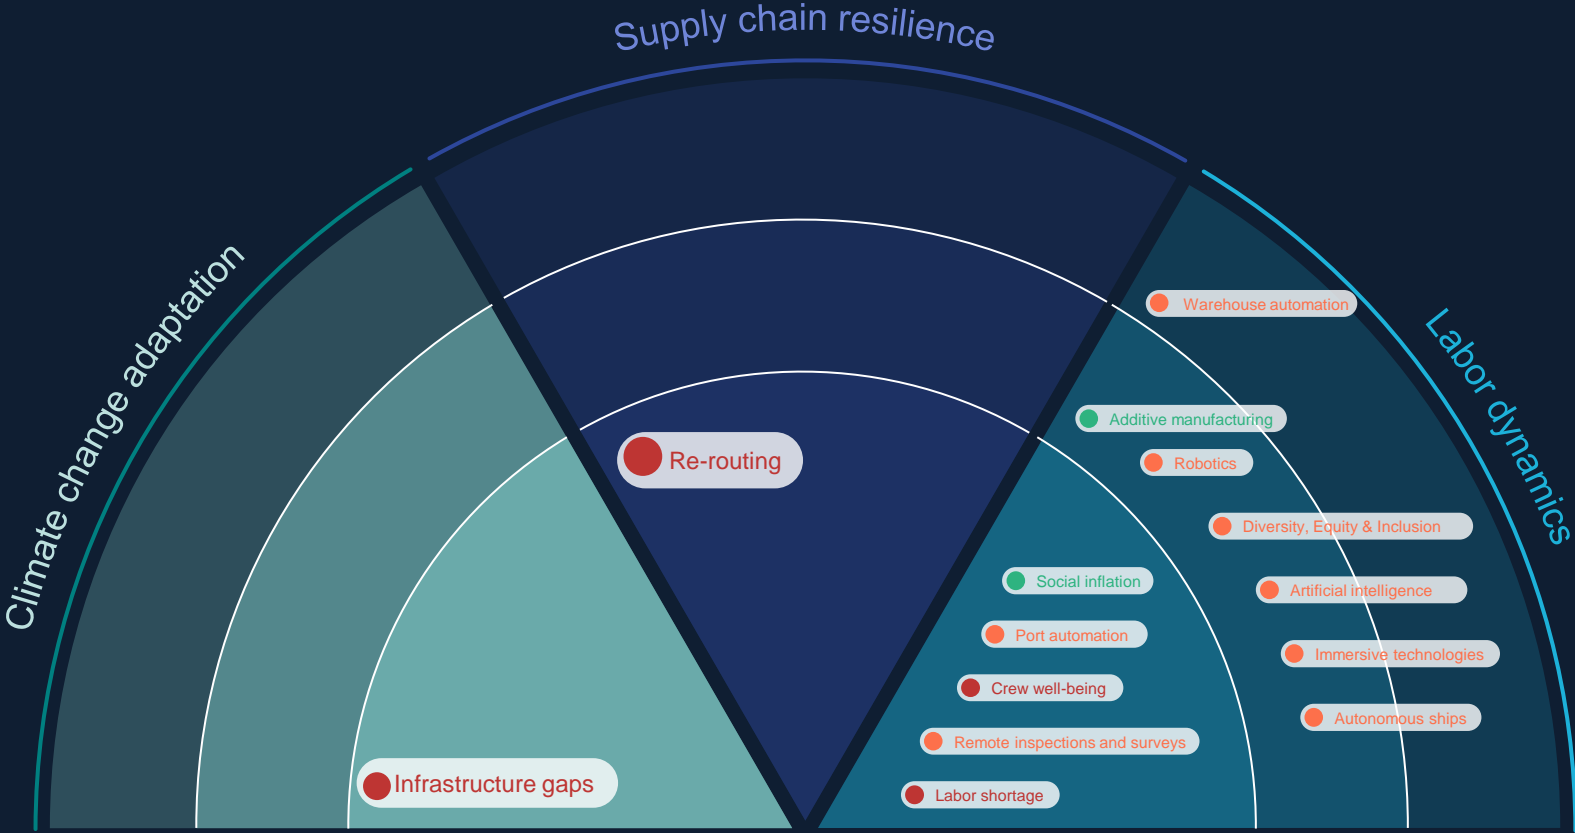 Supply chain resilience
Climate change adaptation
Labor dynamics
Warehouse automation
Additive manufacturing
Re-routing
Robotics
Diversity, Equity & Inclusion
Social inflation
Artificial intelligence
Port automation
Immersive technologies
Crew well-being
Autonomous ships
Remote inspections and surveys
Infrastructure gaps
Labor shortage